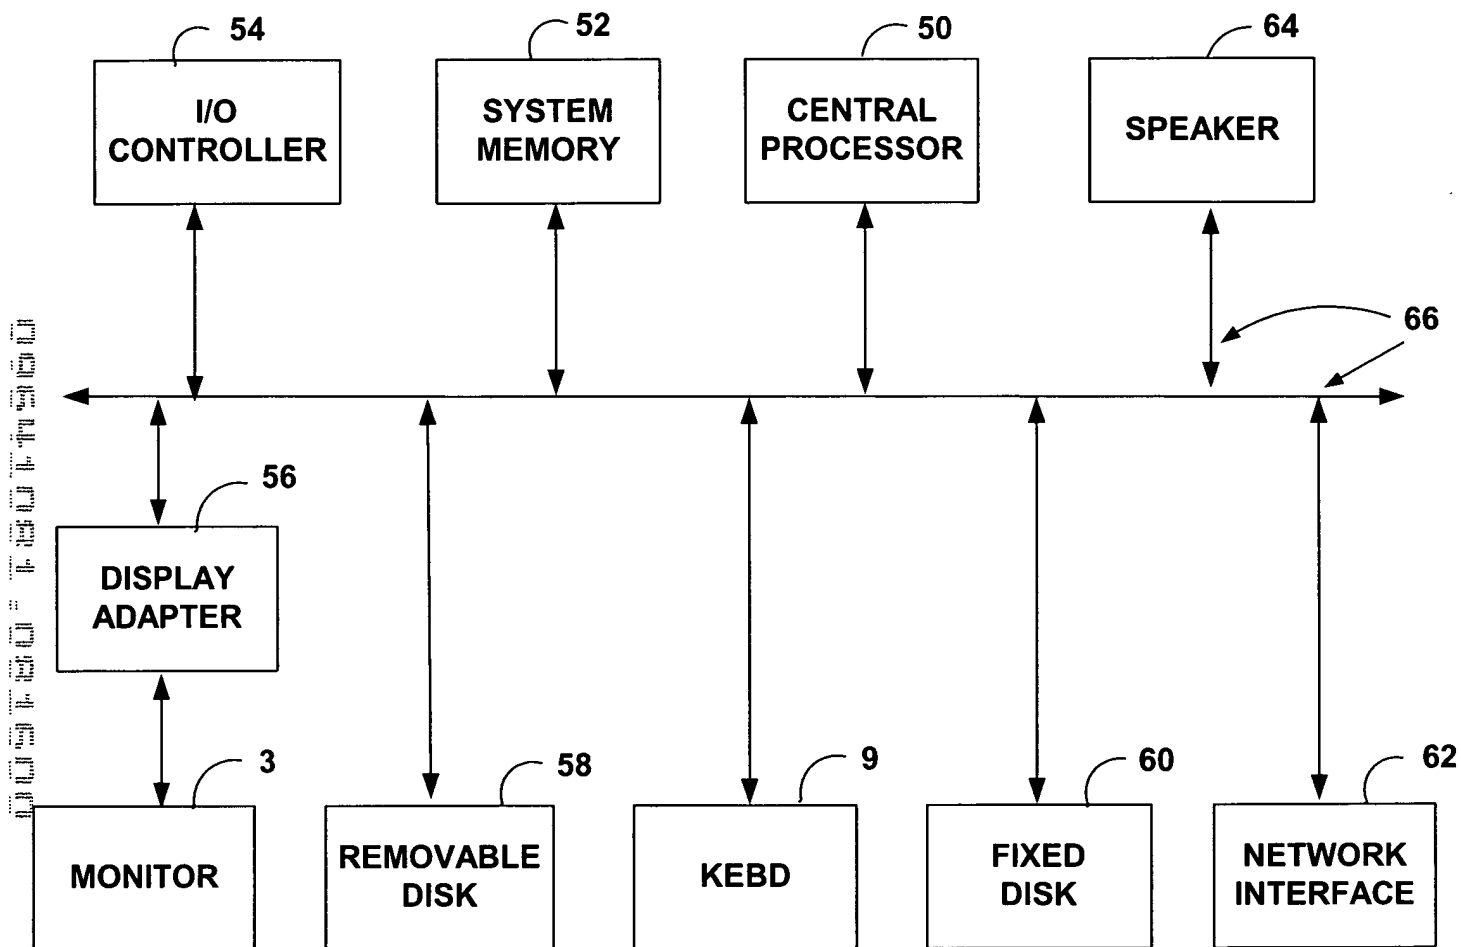 54
52
50
64
I/O
CONTROLLER
SYSTEM
MEMORY
CENTRAL
PROCESSOR
SPEAKER
66
56
DISPLAY
ADAPTER
3
58
9
60
62
MONITOR
REMOVABLE
DISK
KEBD
FIXED
DISK
NETWORK
INTERFACE